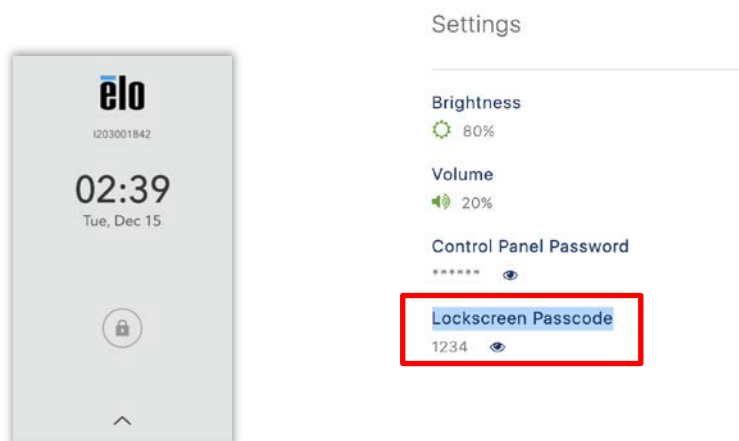 ēlo
I203001842
02:39
Tue, Dec 15
Settings
Brightness
80%
Volume
20%
Control Panel Password
******
Lockscreen Passcode
1234